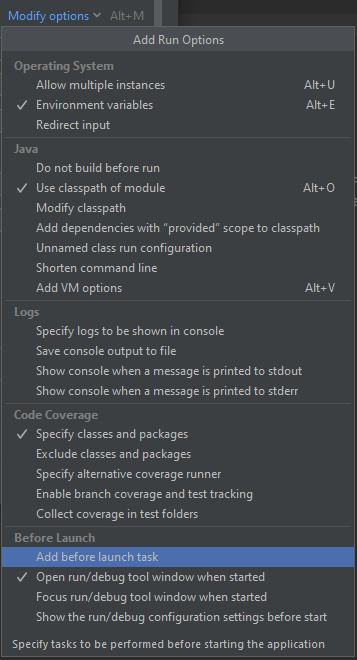 Modify options Alt+M
Add Run Options
Operating System
Allow multiple instances Alt+U
Environment variables Alt+E
Redirect input
Java
Do not build before run
Use classpath of module Alt+O
Modify classpath
Add dependencies with “provided” scope to classpath
Unnamed class run configuration
Shorten command line
Add VM options Alt+V
Logs
Specify logs to be shown in console
Save console output to file
Show console when a message is printed to stdout
Show console when a message is printed to stderr
Code Coverage
Specify classes and packages
Exclude classes and packages
Specify alternative coverage runner
Enable branch coverage and test tracking
Collect coverage in test folders
Before Launch
Add before launch task
Open run/debug tool window when started
Focus run/debug tool window when started
Show the run/debug configuration settings before start
Specify tasks to be performed before starting the application